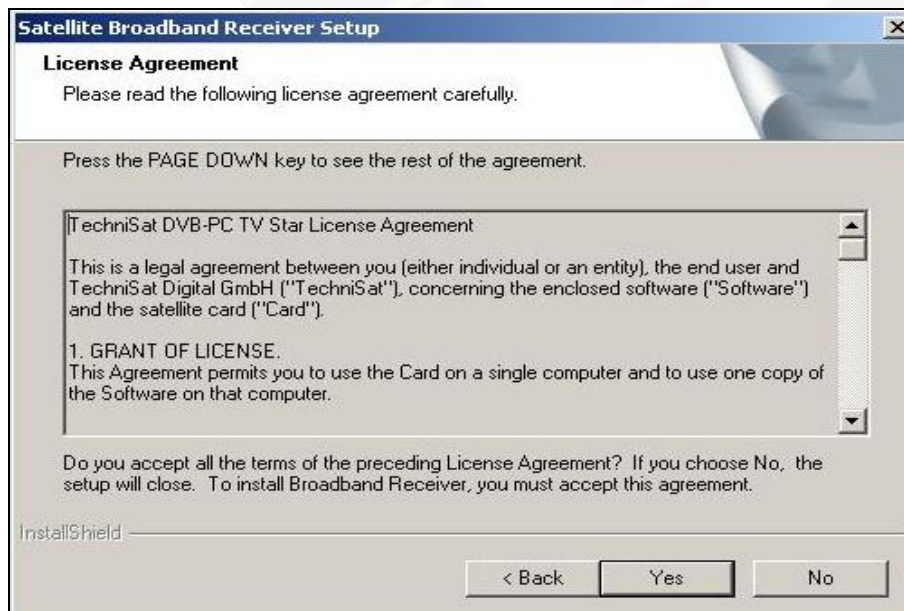 Satellite Broadband Receiver Setup
License Agreement
Please read the following license agreement carefully.
Press the PAGE DOWN key to see the rest of the agreement.
TechniSat DVB-PC TV Star License Agreement
This is a legal agreement between you (either individual or an entity), the end user and
TechniSat Digital GmbH ("TechniSat"), concerning the enclosed software ("Software")
and the satellite card ("Card").
1. GRANT OF LICENSE.
This Agreement permits you to use the Card on a single computer and to use one copy of
the Software on that computer.
Do you accept all the terms of the preceding License Agreement? If you choose No, the
setup will close. To install Broadband Receiver, you must accept this agreement.
InstallShield
< Back
Yes
No